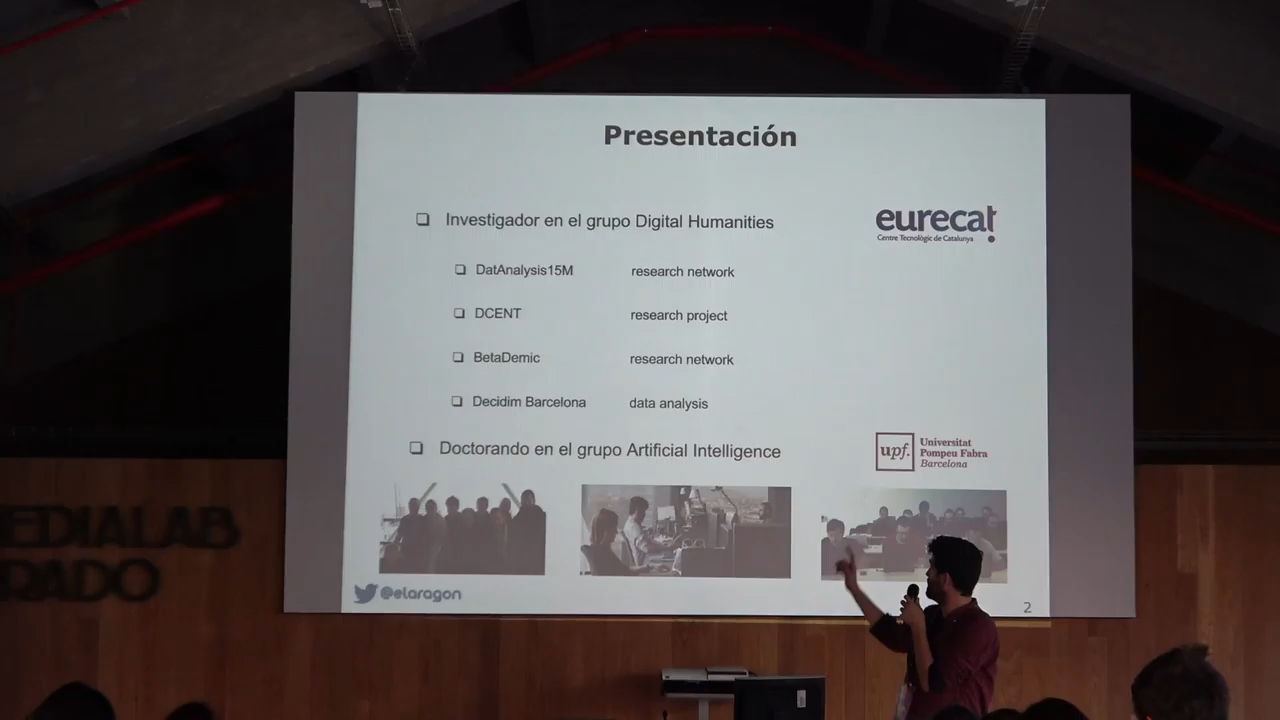 Presentación
❏ Investigador en el grupo Digital Humanities
eurecat
Centre Tecnològic de Catalunya
❏ DatAnalysis15M research network
❏ DCENT research project
❏ BetaDemic research network
❏ Decidim Barcelona data analysis
❏ Doctorando en el grupo Artificial Intelligence
upf. Universitat
Pompeu Fabra
Barcelona
@elaragon
2
EDIALAB
RADO